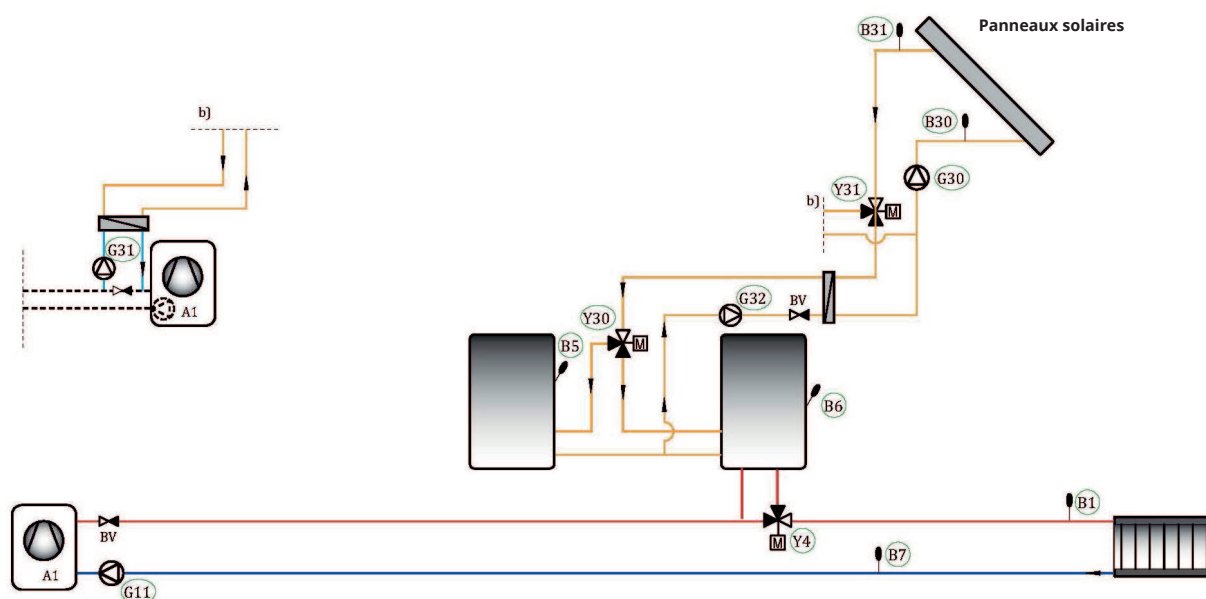 Panneaux solaires
B31
B30
b)
G30
Y31
b)
M
G31
A1
G32
BV
Y30
M
B5
B6
B1
BV
Y4
M
B7
A1
G11